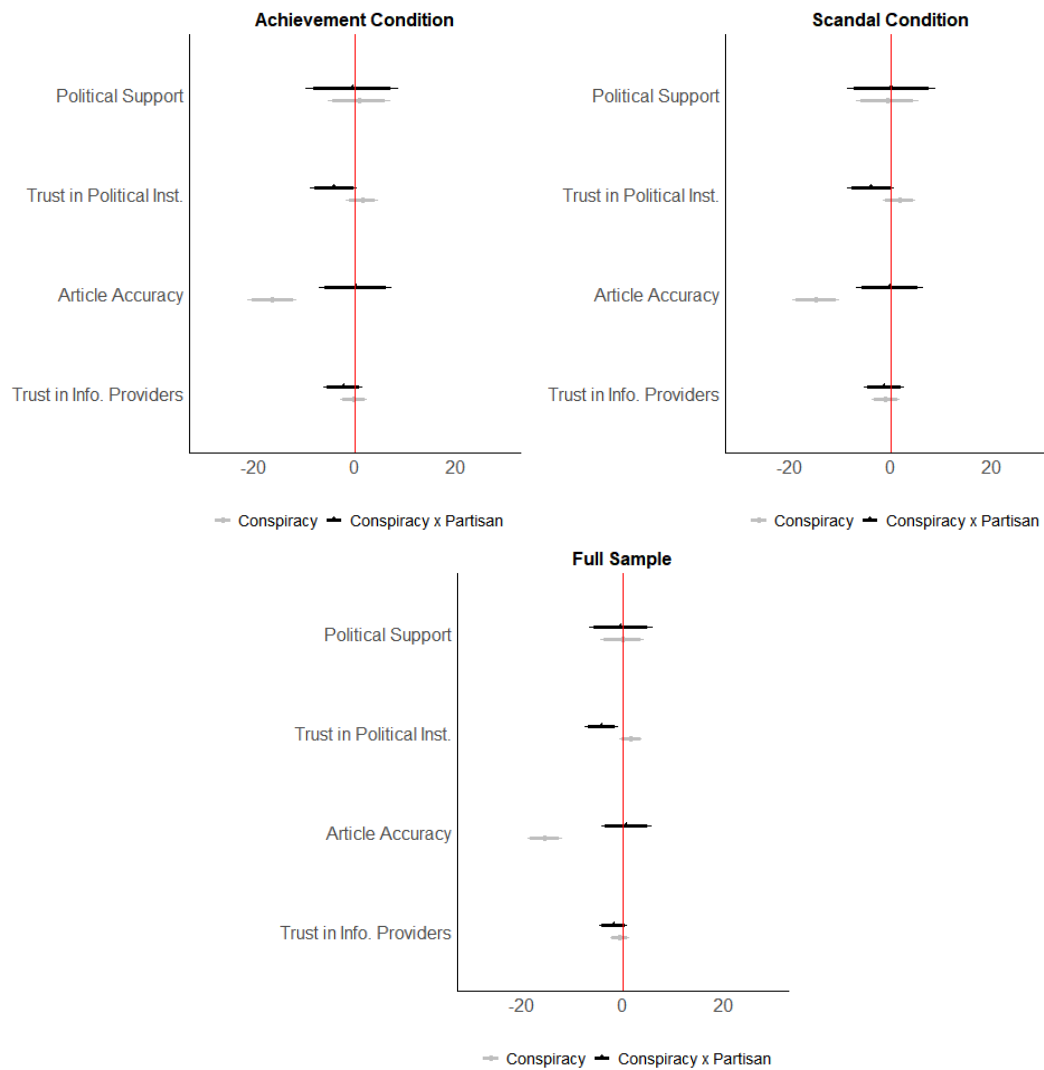 Achievement Condition
Political Support
Trust in Political Inst.
Article Accuracy
Trust in Info. Providers
-20 0 20
Conspiracy Conspiracy x Partisan
Scandal Condition
Political Support
Trust in Political Inst.
Article Accuracy
Trust in Info. Providers
-20 0 20
Conspiracy Conspiracy x Partisan
Full Sample
Political Support
Trust in Political Inst.
Article Accuracy
Trust in Info. Providers
-20 0 20
Conspiracy Conspiracy x Partisan